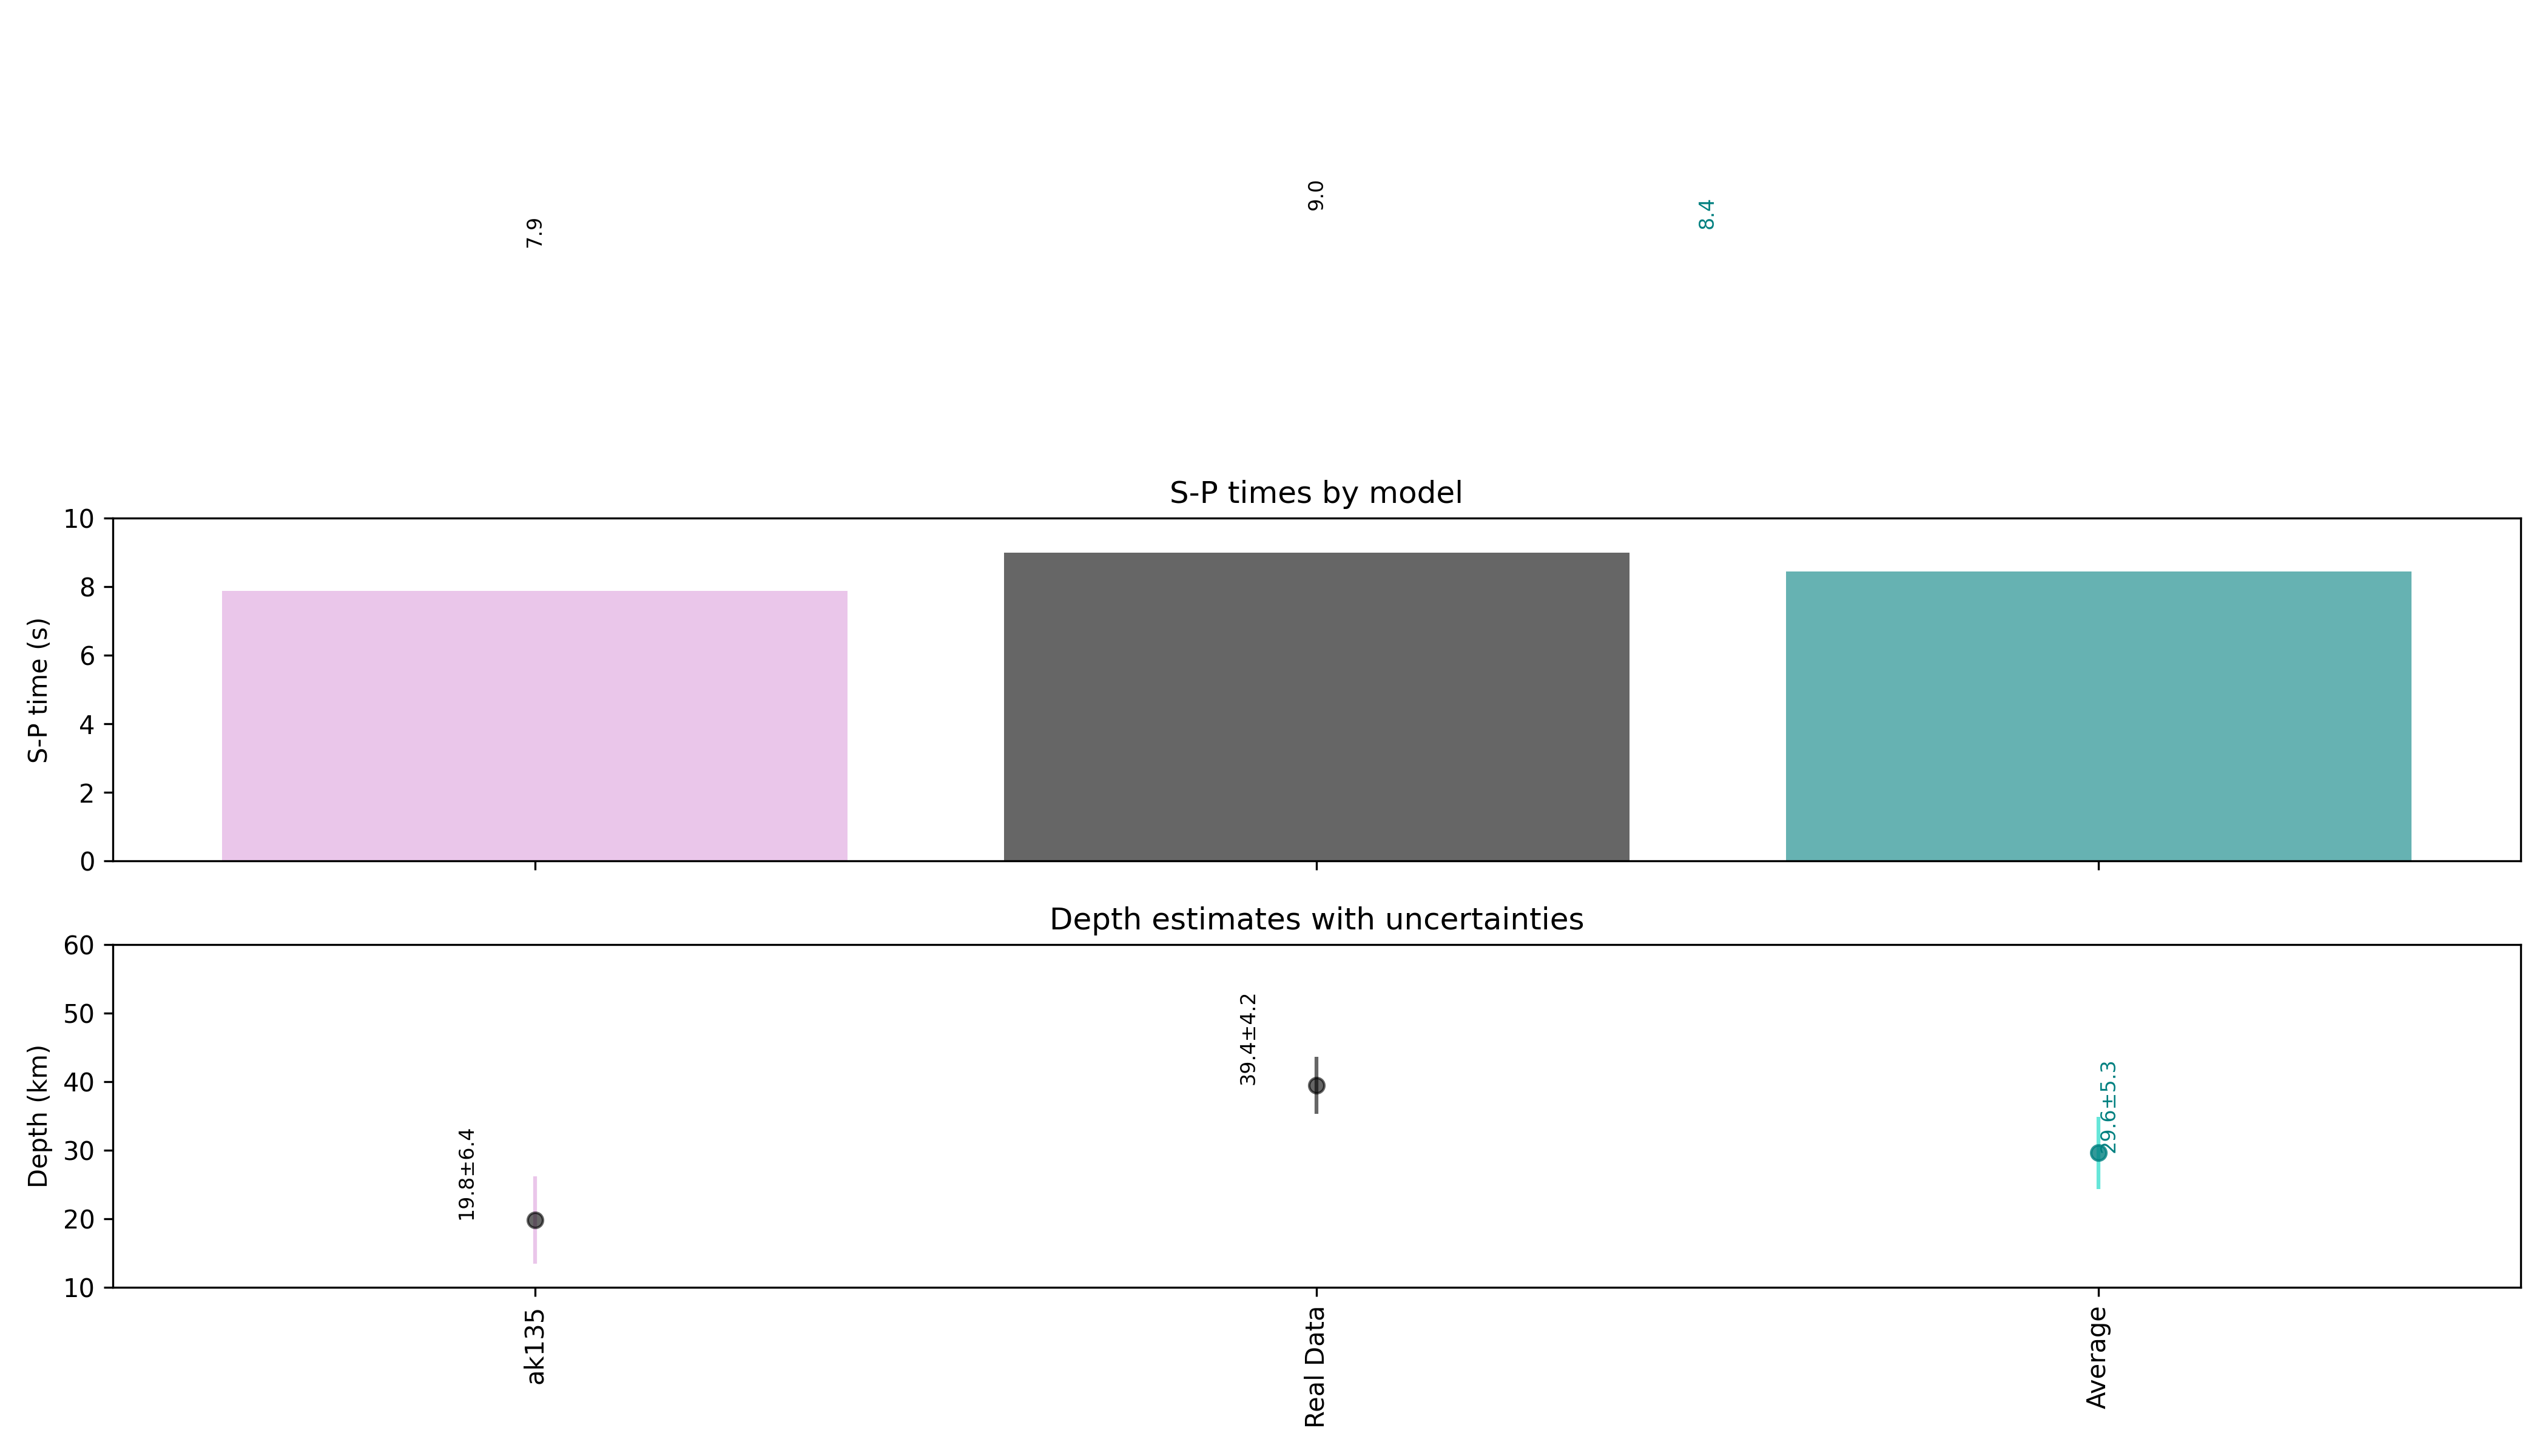 9.0
8.4
7.9
S-P times by model
10
8
6
4
2
0
S-P time (s)
Depth estimates with uncertainties
60
50
40
30
20
10
Depth (km)
19.8±6.4
39.4±4.2
29.6±5.3
ak135
Real Data
Average